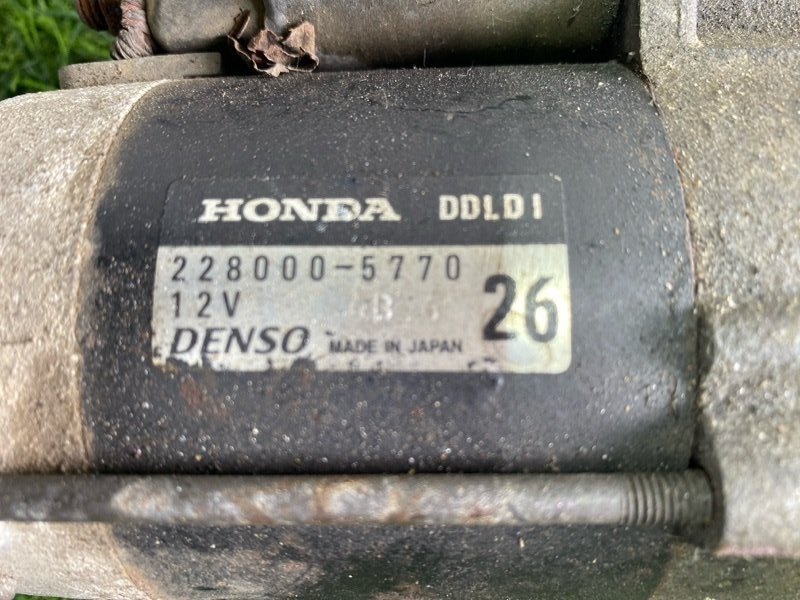 HONDA DDLD1
228000-5770
12V
26
DENSO MADE IN JAPAN